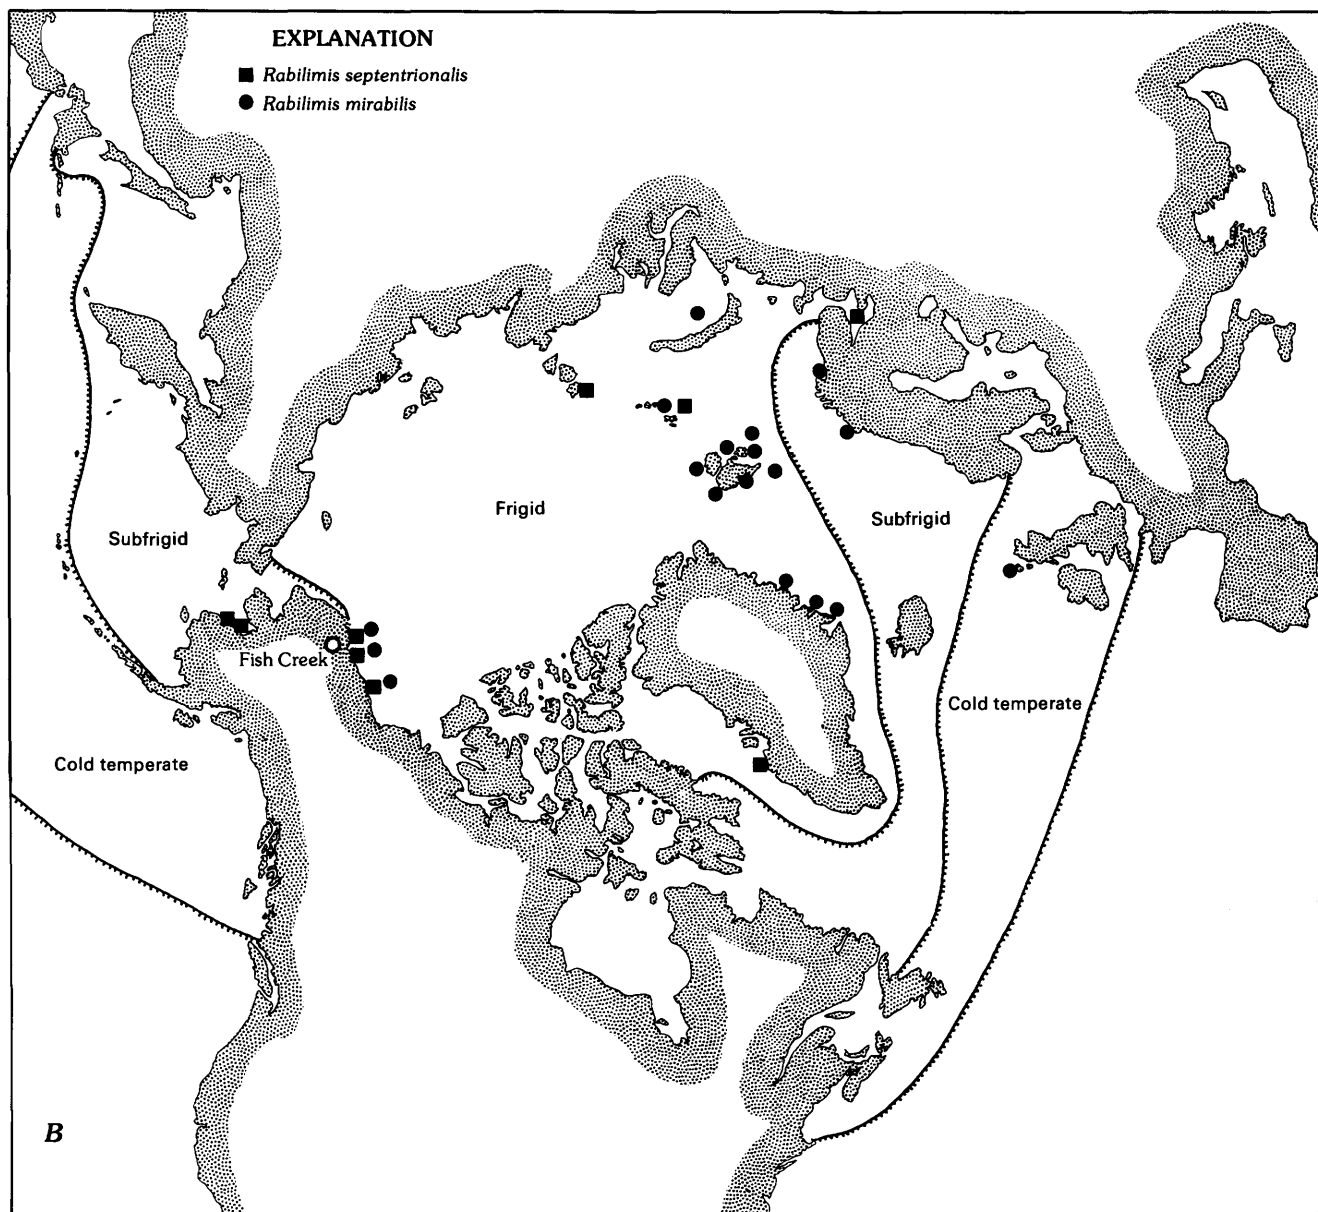 EXPLANATION
Rabilimis septentrionalis
Rabilimis mirabilis
Frigid
Subfrigid
Subfrigid
Fish Creek
Cold temperate
Cold temperate
B